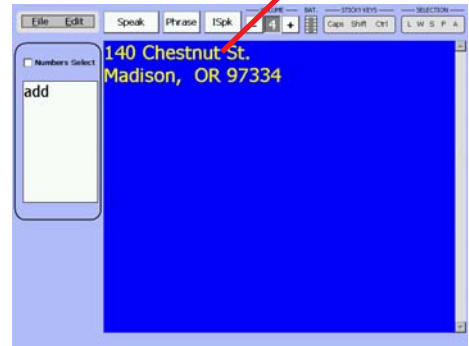 File Edit Speak Phrase ISpk - 4 + Caps Shift Ctrl L W S P A
BAT. STICKY KEYS SELECTION
Numbers Select
add
140 Chestnut St.
Madison, OR 97334